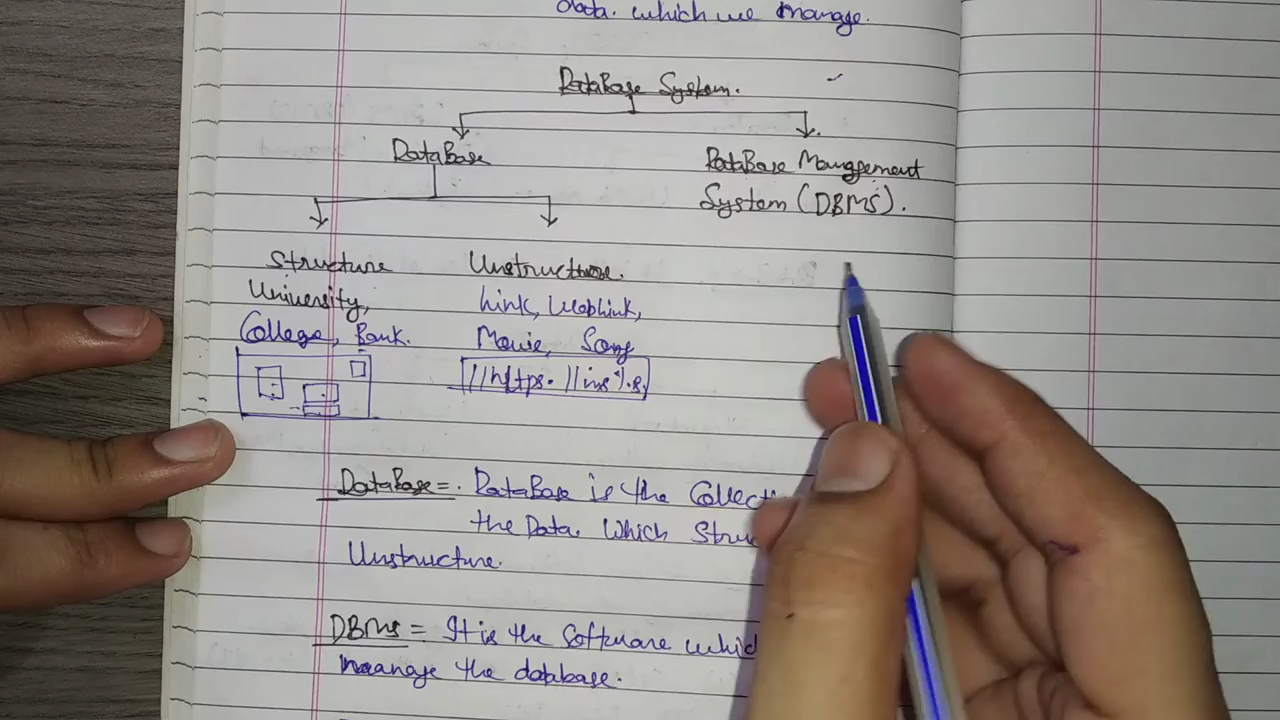 data. which we manage.
DataBase System.
DataBase
DataBase Management
System (DBMS).
Structure
Unstructure.
University,
Link, Weblink,
College, Bank.
Movie, Song
//https.
DataBase = . DataBase is the Collect
the Data. Which Stru
Unstructure.
DBMS = It is the Software which
manage the database.